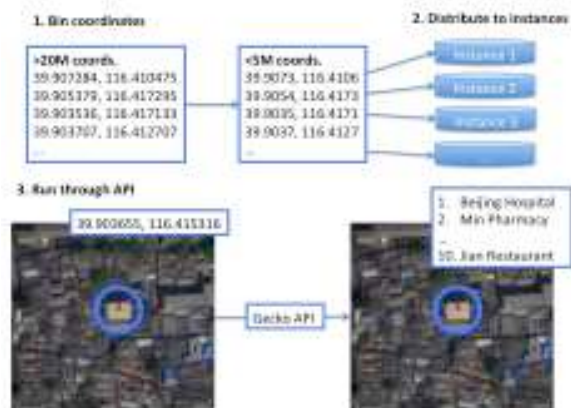 1. Bin coordinates
>20M coords.
39.907284, 116.410475
39.905379, 116.417295
39.903536, 116.417133
39.903707, 116.412707
...
<5M coords.
39.9073, 116.4106
39.9054, 116.4173
39.9035, 116.4171
39.9037, 116.4127
...
2. Distribute to instances
Instance 1
Instance 2
Instance 3
3. Run through API
39.903655, 116.415316
Gecko API
1. Beijing Hospital
2. Min Pharmacy
...
10. Jian Restaurant